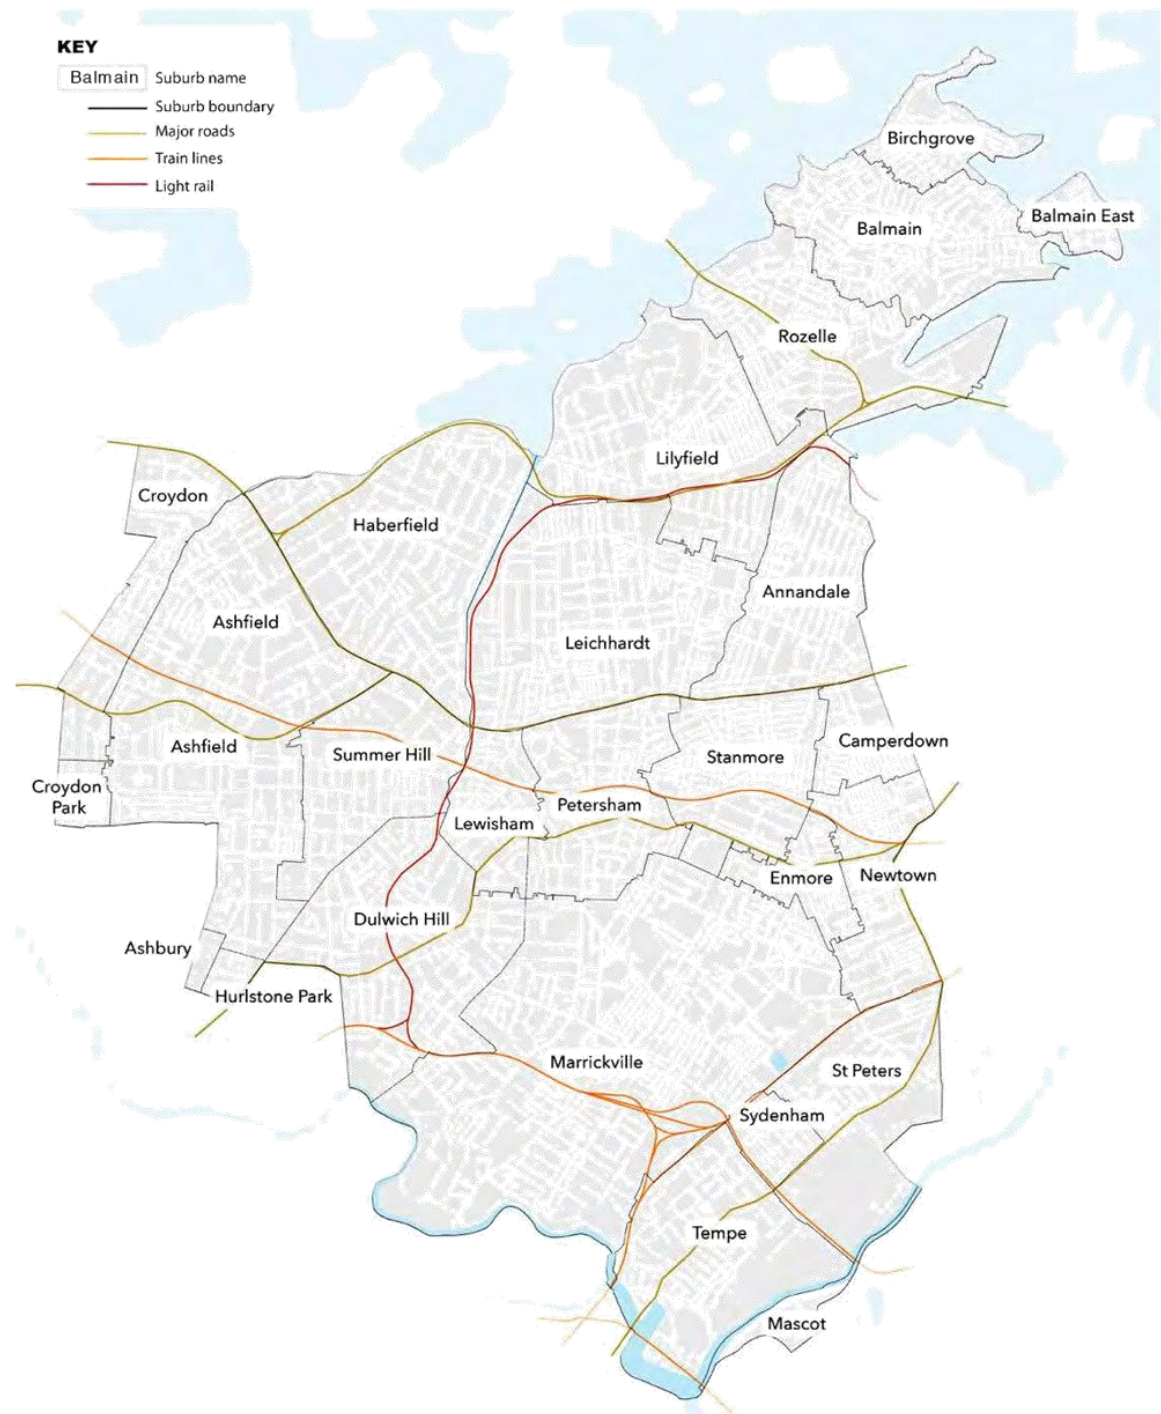 KEY
Balmain Suburb name
Suburb boundary
Major roads
Train lines
Light rail
Birchgrove
Balmain East
Balmain
Rozelle
Lilyfield
Croydon
Haberfield
Annandale
Ashfield
Leichhardt
Camperdown
Ashfield
Summer Hill
Stanmore
Croydon
Park
Petersham
Lewisham
Enmore
Newtown
Dulwich Hill
Ashbury
Hurlstone Park
Marrickville
St Peters
Sydenham
Tempe
Mascot